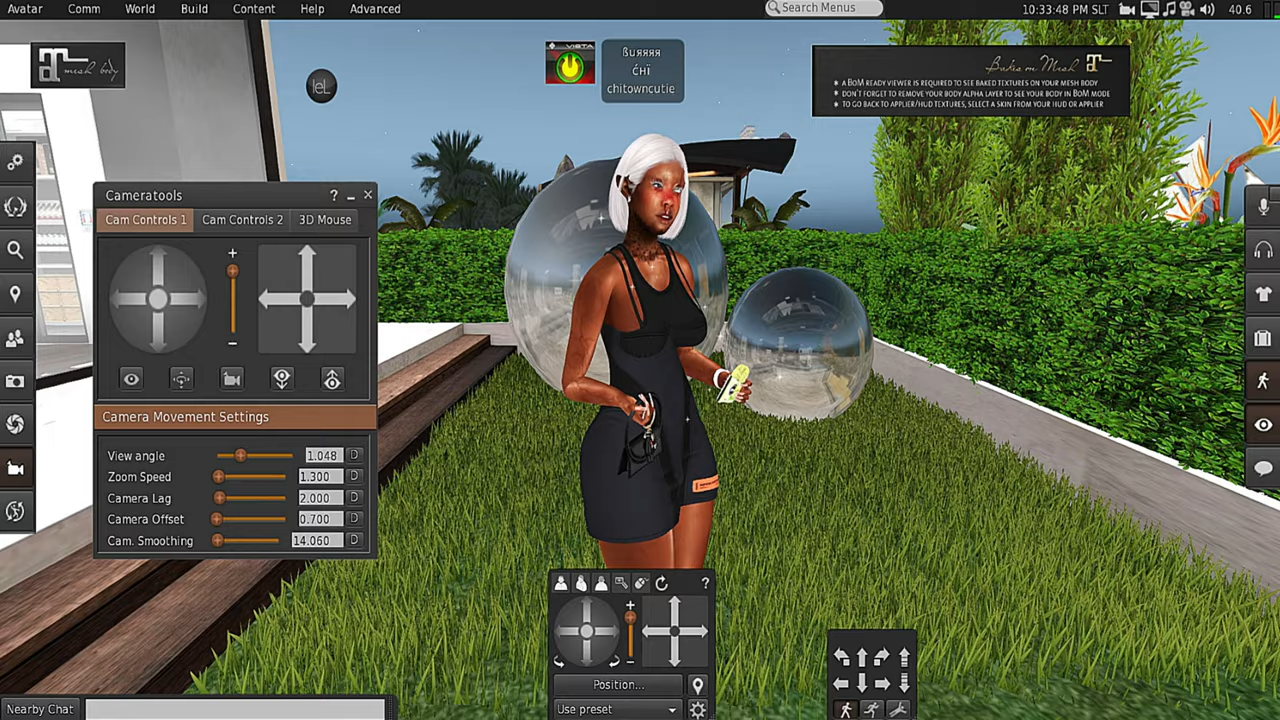 Avatar Comm World Build Content Help Advanced
Search Menus
10:33:48 PM SLT
40.6
mesh body
leL
VISTA
ßuяяяя
ćнï
chitowncutie
Bakes on Mesh
* A BOM READY VIEWER IS REQUIRED TO SEE BAKED TEXTURES ON YOUR MESH BODY
* DON'T FORGET TO REMOVE YOUR BODY ALPHA LAYER TO SEE YOUR BODY IN BOM MODE
* TO GO BACK TO APPLIER/HUD TEXTURES, SELECT A SKIN FROM YOUR HUD OR APPLIER
Cameratools ?
Cam Controls 1 Cam Controls 2 3D Mouse
Camera Movement Settings
View angle 1.048 D
Zoom Speed 1.300 D
Camera Lag 2.000 D
Camera Offset 0.700 D
Cam. Smoothing 14.060 D
?
Position...
Use preset
Nearby Chat